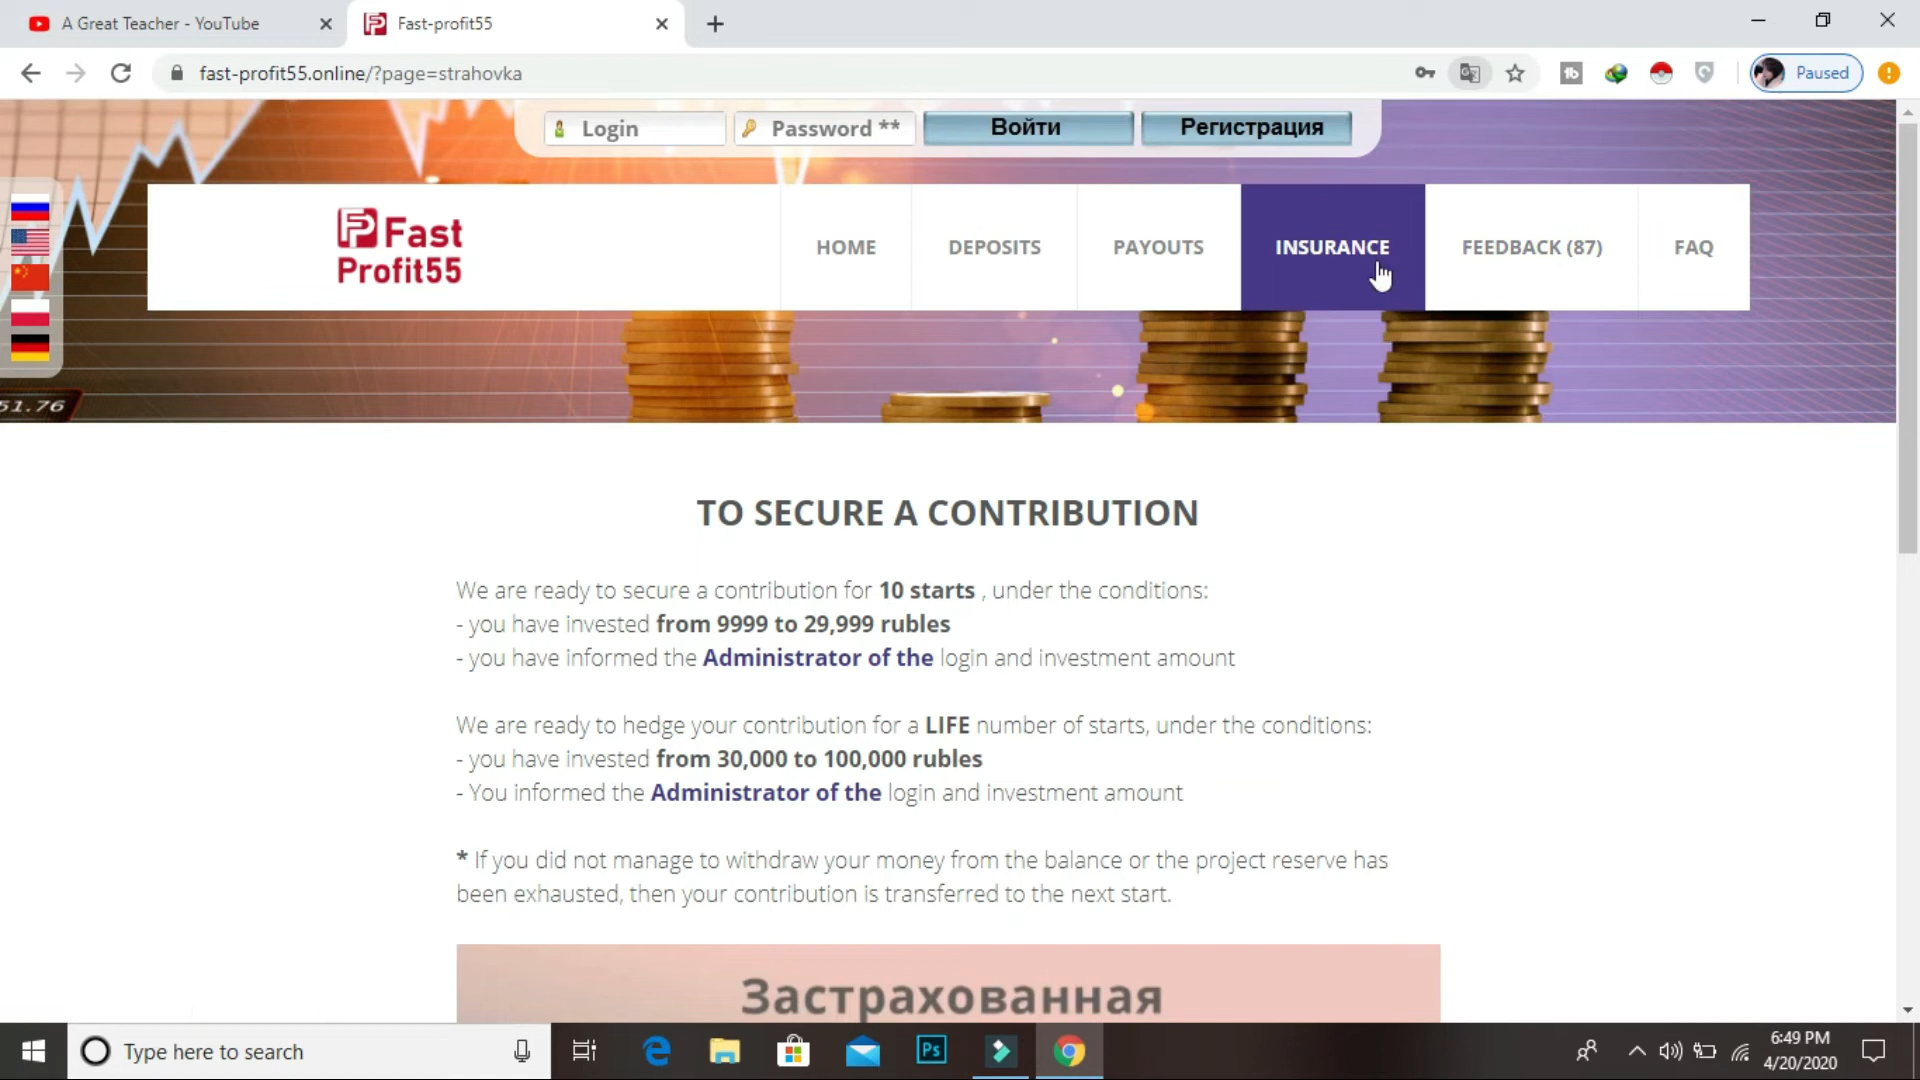 A Great Teacher - YouTube
Fast-profit55
fast-profit55.online/?page=strahovka
Paused
Login
Password **
Войти
Регистрация
Fast
Profit55
HOME
DEPOSITS
PAYOUTS
INSURANCE
FEEDBACK (87)
FAQ
51.76
TO SECURE A CONTRIBUTION
We are ready to secure a contribution for 10 starts , under the conditions:
- you have invested from 9999 to 29,999 rubles
- you have informed the Administrator of the login and investment amount
We are ready to hedge your contribution for a LIFE number of starts, under the conditions:
- you have invested from 30,000 to 100,000 rubles
- You informed the Administrator of the login and investment amount
* If you did not manage to withdraw your money from the balance or the project reserve has
been exhausted, then your contribution is transferred to the next start.
Застрахованная
Type here to search
Ps
6:49 PM
4/20/2020